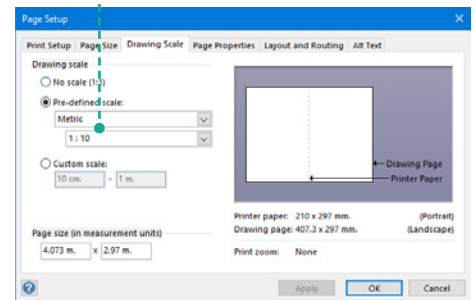 Page Setup
Print Setup Page Size Drawing Scale Page Properties Layout and Routing Alt Text
Drawing scale
No scale (1:1)
Pre-defined scale:
Metric
1 : 10
Custom scale:
10 cm. = 1 m.
Page size (in measurement units)
4.073 m. x 2.97 m.
Drawing Page
Printer Paper
Printer paper: 210 x 297 mm. (Portrait)
Drawing page: 407.3 x 297 mm. (Landscape)
Print zoom: None
? Apply OK Cancel